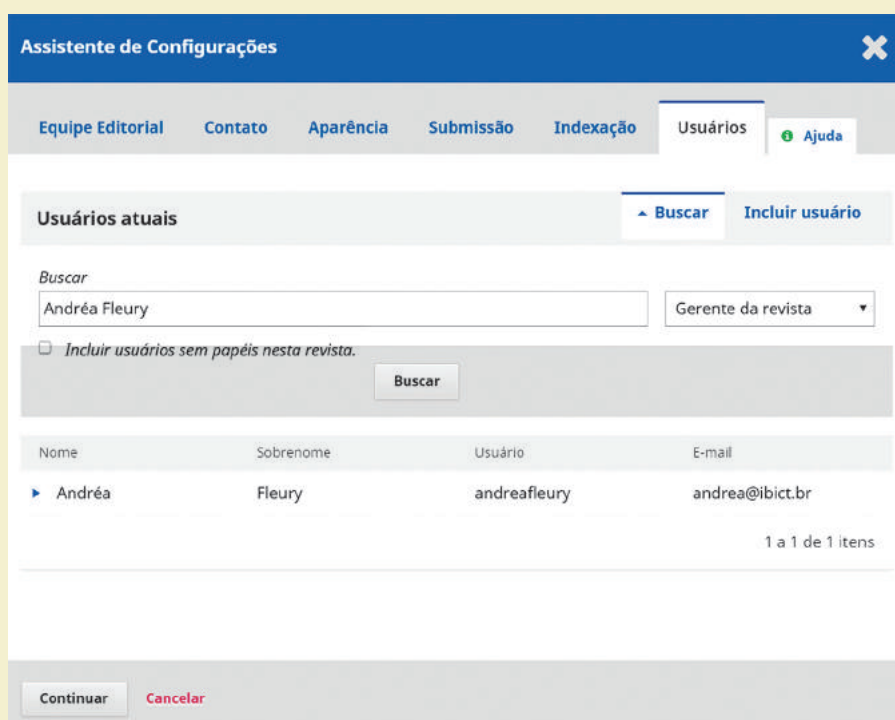 Assistente de Configurações
Equipe Editorial Contato Aparência Submissão Indexação Usuários Ajuda
Usuários atuais Buscar Incluir usuário
Buscar
Andréa Fleury Gerente da revista
Incluir usuários sem papéis nesta revista.
Buscar
Nome Sobrenome Usuário E-mail
Andréa Fleury andreafleury andrea@ibict.br
1 a 1 de 1 itens
Continuar Cancelar